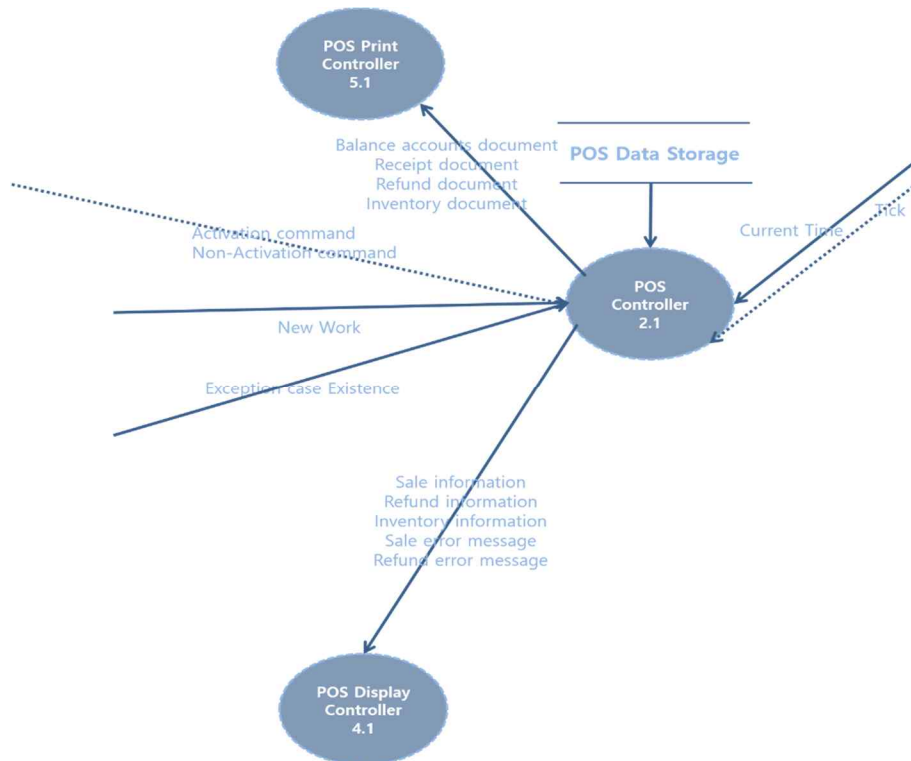 POS Print
Controller
5.1
Balance accounts document
Receipt document
Refund document
Inventory document
POS Data Storage
Tick
Current Time
Activation command
Non-Activation command
POS
Controller
2.1
New Work
Exception case Existence
Sale information
Refund information
Inventory information
Sale error message
Refund error message
POS Display
Controller
4.1